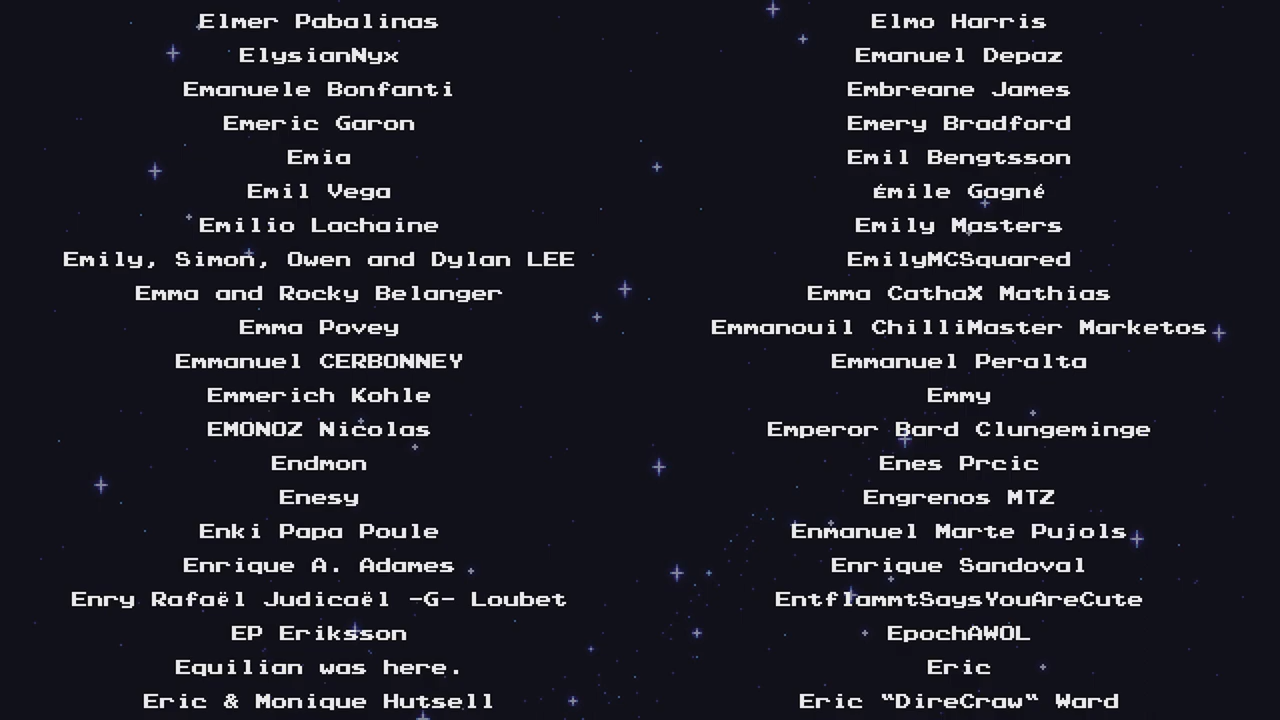 Elmer Pabalinas
Elmo Harris
ElysianNyx
Emanuel Depaz
Emanuele Bonfanti
Embreane James
Emeric Garon
Emery Bradford
Emia
Emil Bengtsson
Emil Vega
émile Gagné
Emilio Lachaine
Emily Masters
Emily, Simon, Owen and Dylan LEE
EmilyMCSquared
Emma and Rocky Belanger
Emma CathaX Mathias
Emma Povey
Emmanouil ChilliMaster Marketos
Emmanuel CERBONNEY
Emmanuel Peralta
Emmerich Kohle
Emmy
EMONOZ Nicolas
Emperor Bard Clungeminge
Endmon
Enes Prcic
Enesy
Engrenos MTZ
Enki Papa Poule
Enmanuel Marte Pujols
Enrique A. Adames
Enrique Sandoval
Enry Rafaël Judicaël -G- Loubet
EntflammtSaysYouAreCute
EP Eriksson
EpochAWOL
Equilian was here.
Eric
Eric & Monique Hutsell
Eric "DireCraw" Ward